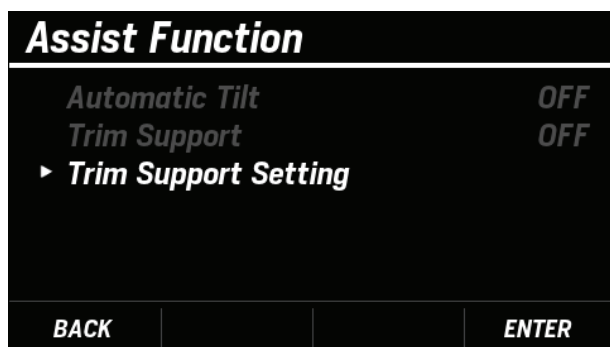 Assist Function
Automatic Tilt OFF
Trim Support OFF
Trim Support Setting
BACK ENTER